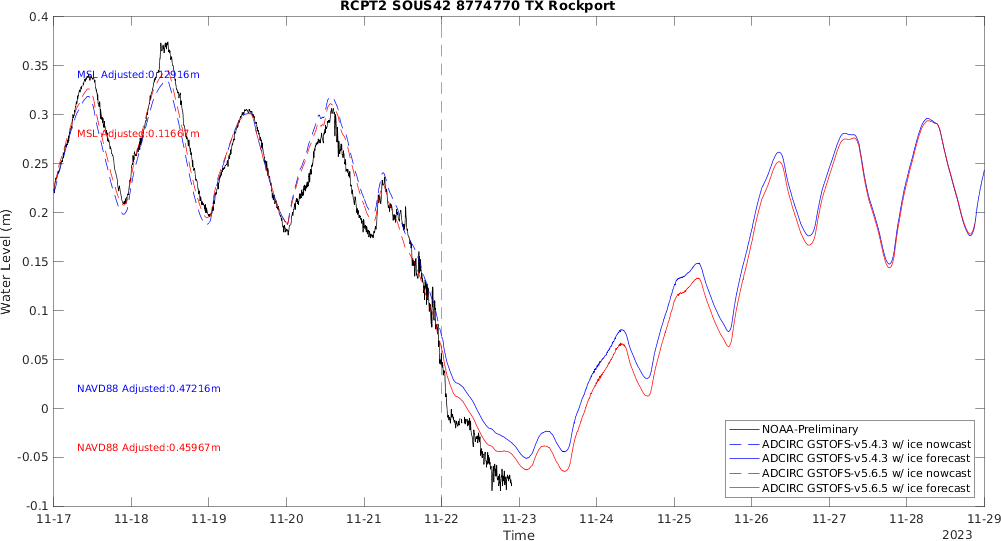 RCPT2 SOUS42 8774770 TX Rockport
0.4
0.35
0.3
0.25
0.2
0.15
0.1
0.05
0
-0.05
-0.1
Water Level (m)
MSL Adjusted:0.12916m
MSL Adjusted:0.11667m
NAVD88 Adjusted:0.47216m
NAVD88 Adjusted:0.45967m
NOAA-Preliminary
ADCIRC GSTOFS-v5.4.3 w/ ice nowcast
ADCIRC GSTOFS-v5.4.3 w/ ice forecast
ADCIRC GSTOFS-v5.6.5 w/ ice nowcast
ADCIRC GSTOFS-v5.6.5 w/ ice forecast
11-17 11-18 11-19 11-20 11-21 11-22 11-23 11-24 11-25 11-26 11-27 11-28 11-29
Time
2023